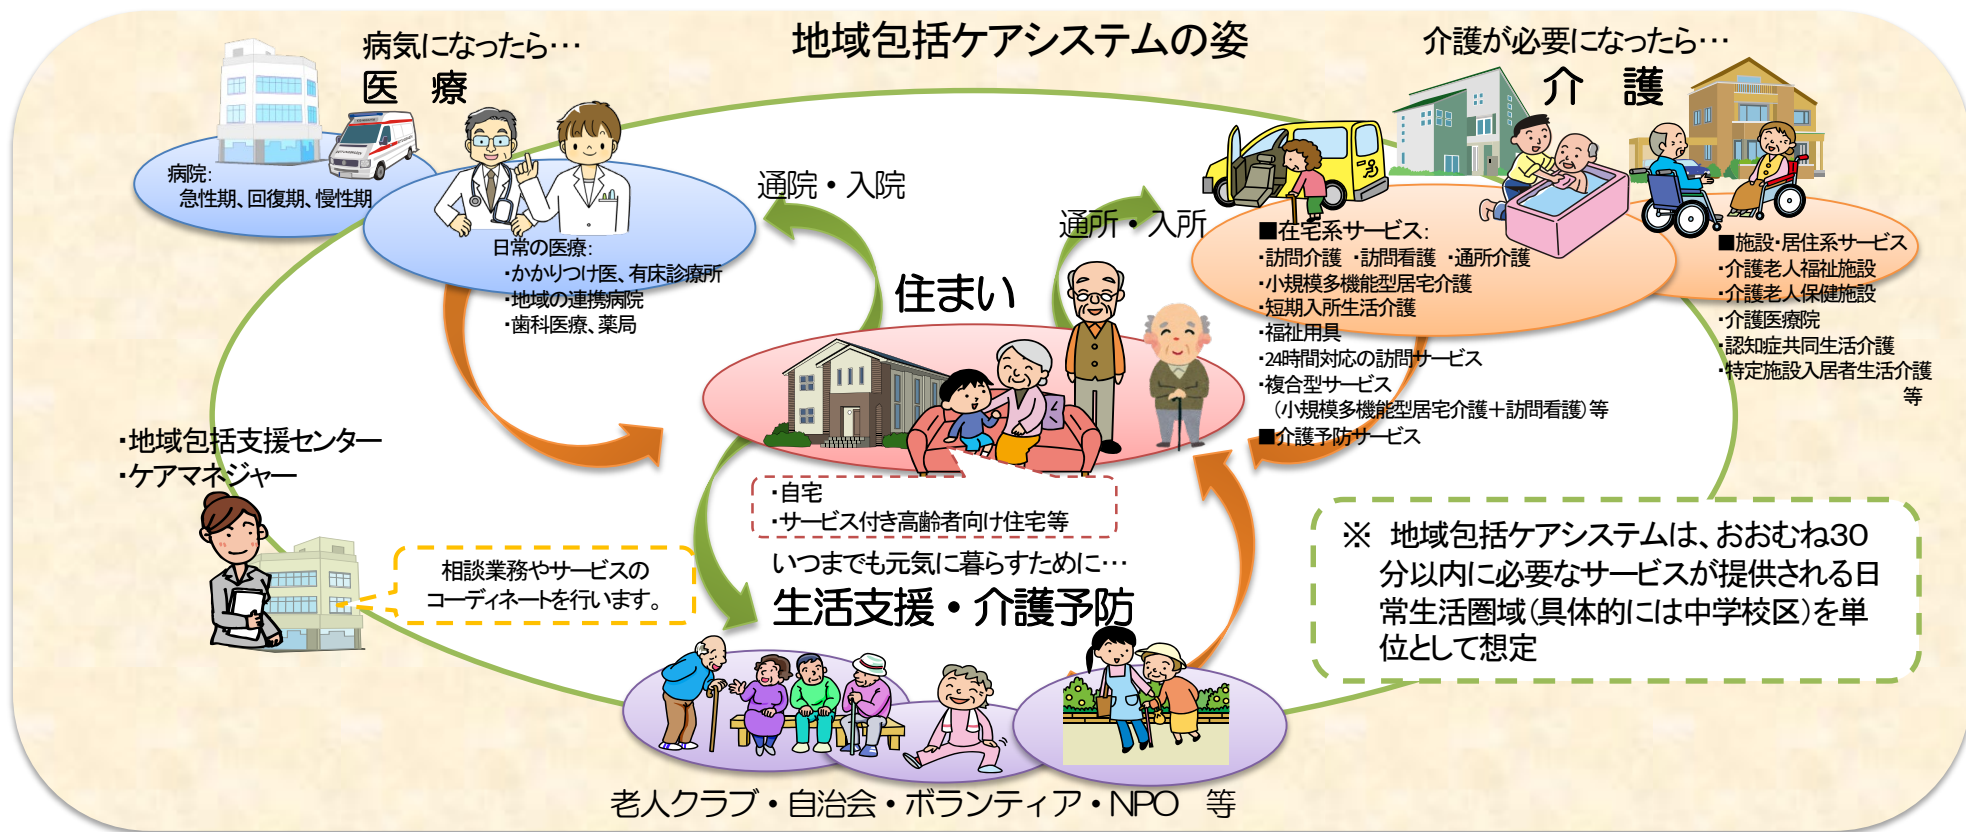 地域包括ケアシステムの姿
病気になったら…
医 療
病院:
急性期、回復期、慢性期
日常の医療:
・かかりつけ医、有床診療所
・地域の連携病院
・歯科医療、薬局
通院・入院
通所・入所
介護が必要になったら…
介 護
■在宅系サービス:
・訪問介護 ・訪問看護 ・通所介護
・小規模多機能型居宅介護
・短期入所生活介護
・福祉用具
・24時間対応の訪問サービス
・複合型サービス
（小規模多機能型居宅介護＋訪問看護）等
■介護予防サービス
■施設・居住系サービス
・介護老人福祉施設
・介護老人保健施設
・介護医療院
・認知症共同生活介護
・特定施設入居者生活介護
等
住まい
・自宅
・サービス付き高齢者向け住宅等
・地域包括支援センター
・ケアマネジャー
相談業務やサービスの
コーディネートを行います。
いつまでも元気に暮らすために…
生活支援・介護予防
老人クラブ・自治会・ボランティア・NPO 等
※ 地域包括ケアシステムは、おおむね30
分以内に必要なサービスが提供される日
常生活圏域（具体的には中学校区）を単
位として想定